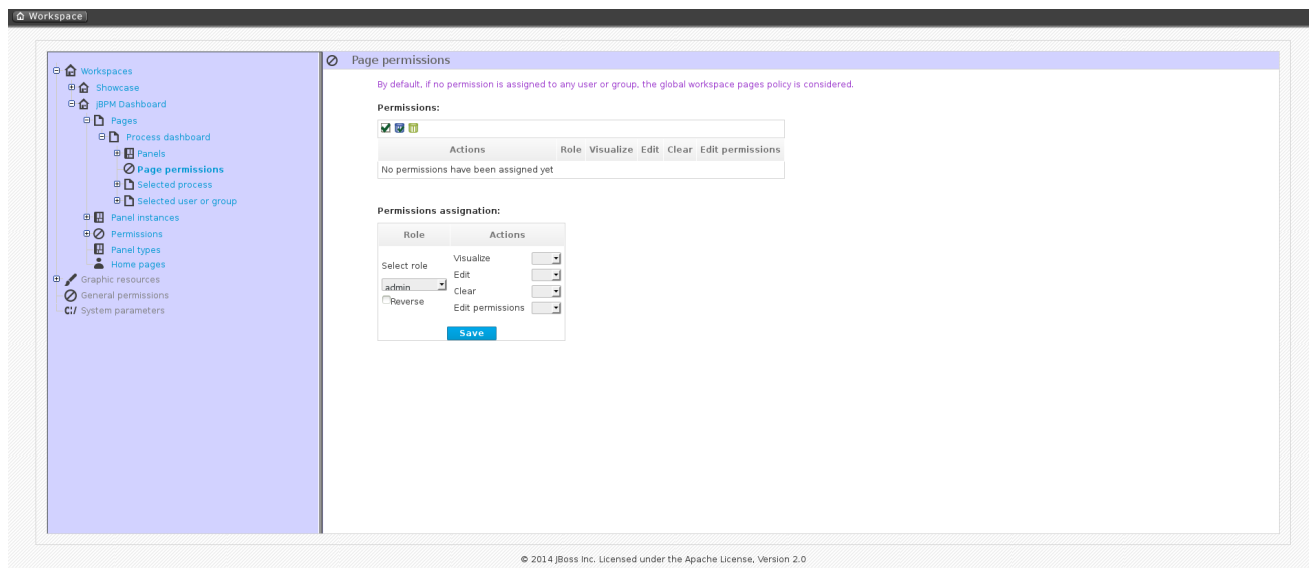 Workspace
Workspaces
Showcase
jBPM Dashboard
Pages
Process dashboard
Panels
Page permissions
Selected process
Selected user or group
Panel instances
Permissions
Panel types
Home pages
Graphic resources
General permissions
System parameters
Page permissions
By default, if no permission is assigned to any user or group, the global workspace pages policy is considered.
Permissions:
Actions Role Visualize Edit Clear Edit permissions
No permissions have been assigned yet
Permissions assignation:
Role Actions
Select role
admin
Reverse
Visualize
Edit
Clear
Edit permissions
Save
© 2014 JBoss Inc. Licensed under the Apache License, Version 2.0